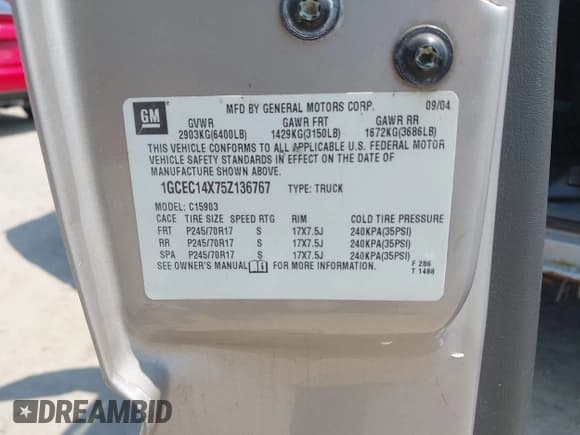 GM
MFD BY GENERAL MOTORS CORP. 09/04
GVWR GAWR FRT GAWR RR
2903KG(6400LB) 1429KG(3150LB) 1672KG(3686LB)
THIS VEHICLE CONFORMS TO ALL APPLICABLE U.S. FEDERAL MOTOR
VEHICLE SAFETY STANDARDS IN EFFECT ON THE DATE OF
MANUFACTURE SHOWN ABOVE.
1GCEC14X75Z136767 TYPE: TRUCK
MODEL: C15903
CACE TIRE SIZE SPEED RTG RIM COLD TIRE PRESSURE
FRT P245/70R17 S 17X7.5J 240KPA(35PSI)
RR P245/70R17 S 17X7.5J 240KPA(35PSI)
SPA P245/70R17 S 17X7.5J 240KPA(35PSI)
SEE OWNER'S MANUAL FOR MORE INFORMATION.
F 286
T 1488
DREAMBID